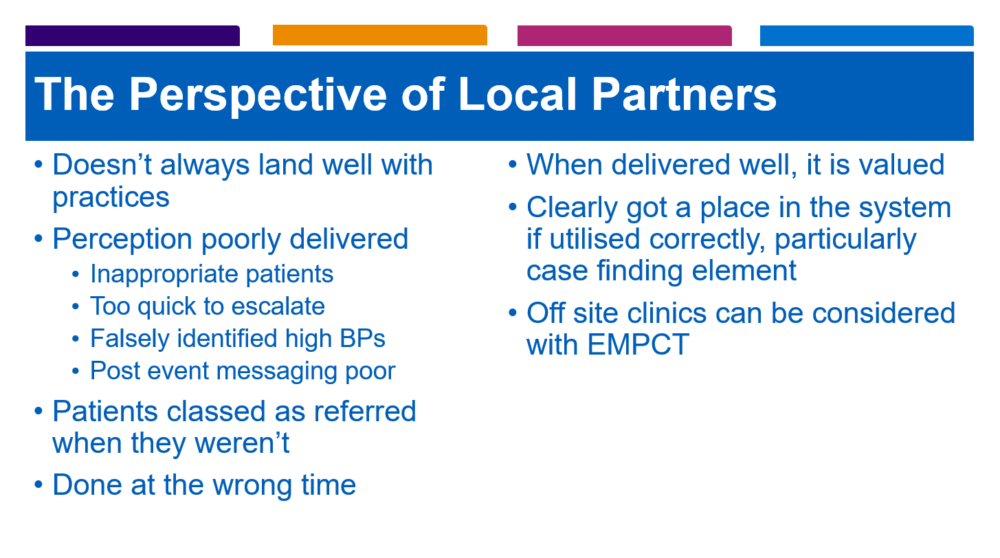 The Perspective of Local Partners
• Doesn’t always land well with
practices
• Perception poorly delivered
• Inappropriate patients
• Too quick to escalate
• Falsely identified high BPs
• Post event messaging poor
• Patients classed as referred
when they weren’t
• Done at the wrong time
• When delivered well, it is valued
• Clearly got a place in the system
if utilised correctly, particularly
case finding element
• Off site clinics can be considered
with EMPCT